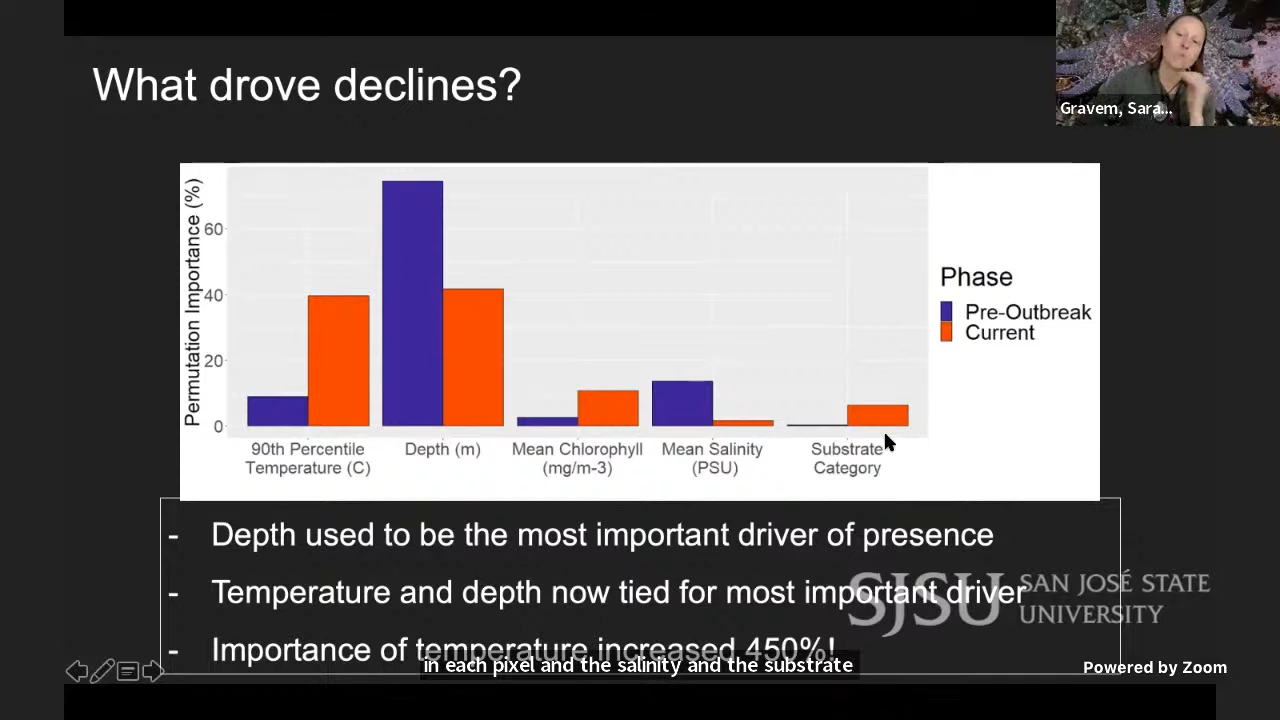 What drove declines?
Gravem, Sara...
Permutation Importance (%)
60
40
20
0
90th Percentile
Temperature (C)
Depth (m)
Mean Chlorophyll
(mg/m-3)
Mean Salinity
(PSU)
Substrate
Category
Phase
Pre-Outbreak
Current
- Depth used to be the most important driver of presence
- Temperature and depth now tied for most important driver
- Importance of temperature increased 450%!
SJSU SAN JOSÉ STATE
UNIVERSITY
in each pixel and the salinity and the substrate
Powered by Zoom